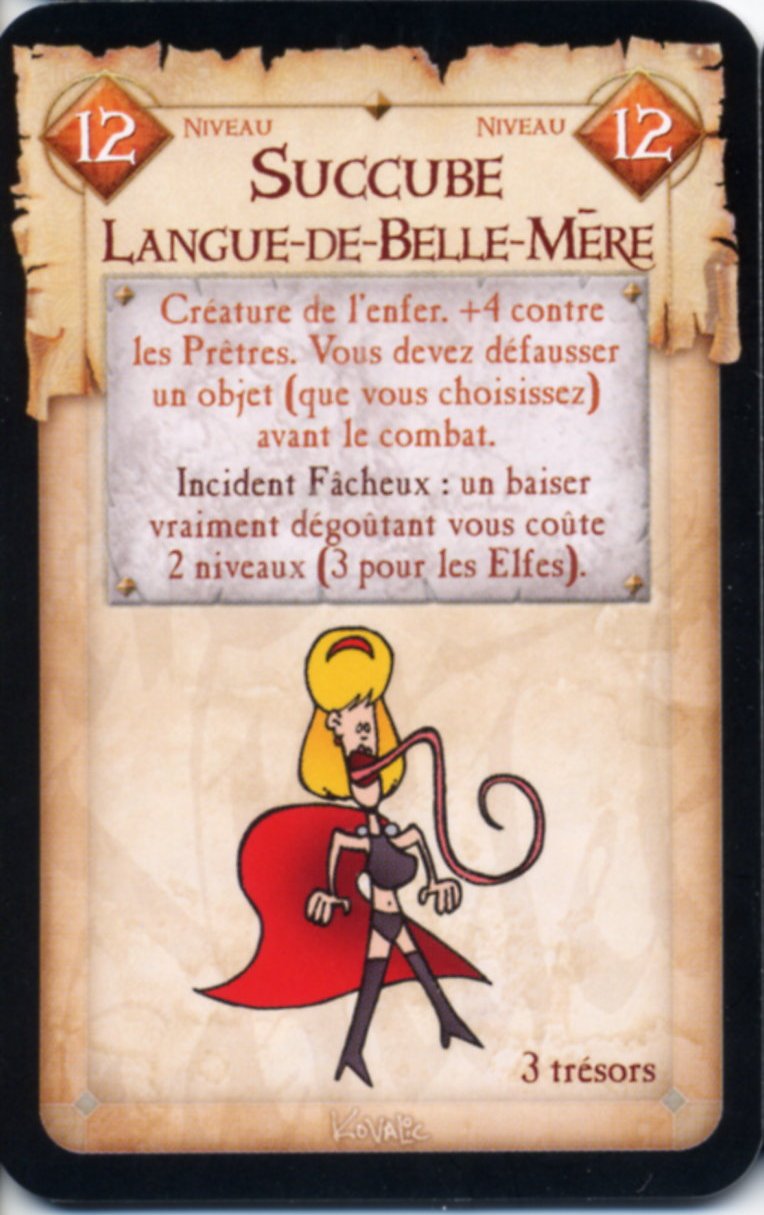 12 NIVEAU NIVEAU 12
SUCCUBE
LANGUE-DE-BELLE-MÈRE
Créature de l'enfer. +4 contre
les Prêtres. Vous devez défausser
un objet (que vous choisissez)
avant le combat.
Incident Fâcheux : un baiser
vraiment dégoûtant vous coûte
2 niveaux (3 pour les Elfes).
3 trésors
KOVALIC